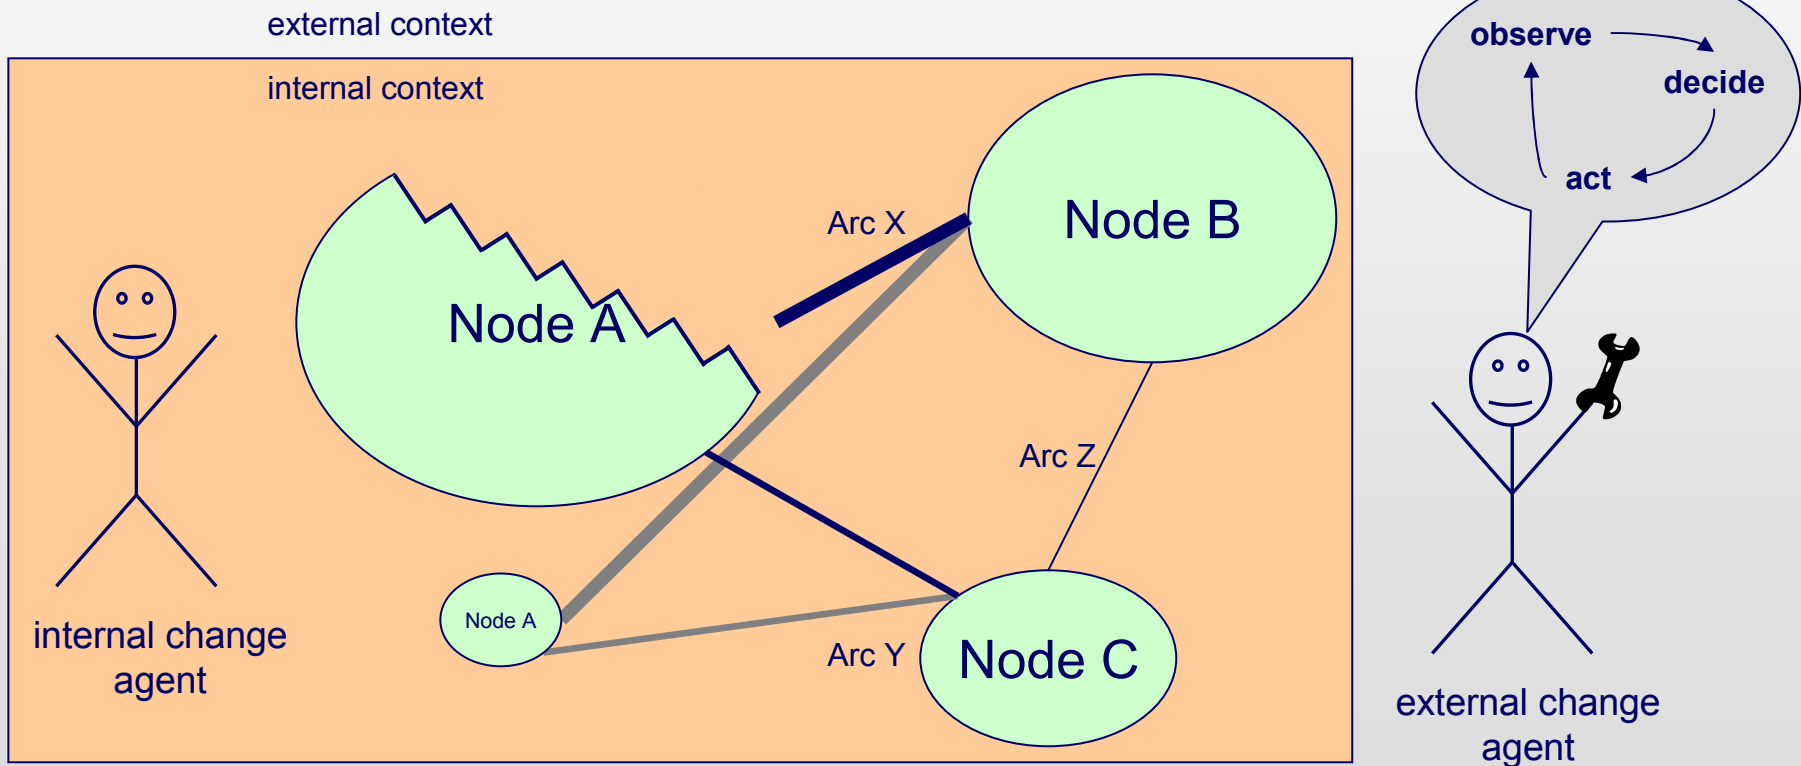 external context
internal context
observe
decide
act
Arc X
Node B
Node A
Arc Z
Node A
Arc Y
Node C
internal change
agent
external change
agent